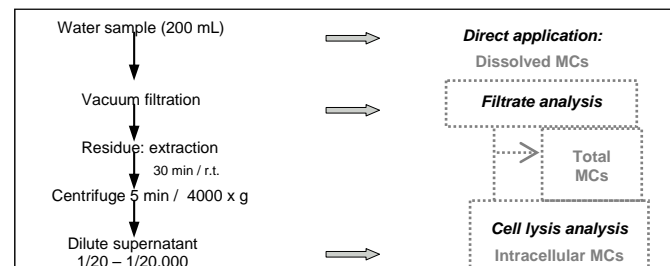 Water sample (200 mL)
Direct application:
Dissolved MCs
Vacuum filtration
Filtrate analysis
Residue: extraction
30 min / r.t.
Total
MCs
Centrifuge 5 min / 4000 x g
Cell lysis analysis
Dilute supernatant
Intracellular MCs
1/20 – 1/20.000